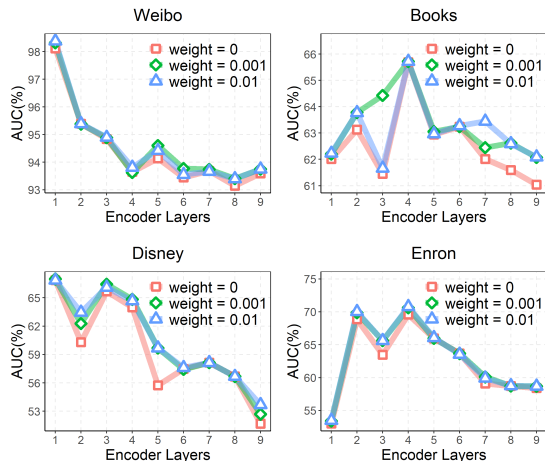 Weibo
AUC(%)
98
97
96
95
94
93
weight = 0
weight = 0.001
weight = 0.01
1 2 3 4 5 6 7 8 9
Encoder Layers
Books
AUC(%)
66
65
64
63
62
61
weight = 0
weight = 0.001
weight = 0.01
1 2 3 4 5 6 7 8 9
Encoder Layers
Disney
AUC(%)
65
62
59
56
53
weight = 0
weight = 0.001
weight = 0.01
1 2 3 4 5 6 7 8 9
Encoder Layers
Enron
AUC(%)
75
70
65
60
55
weight = 0
weight = 0.001
weight = 0.01
1 2 3 4 5 6 7 8 9
Encoder Layers